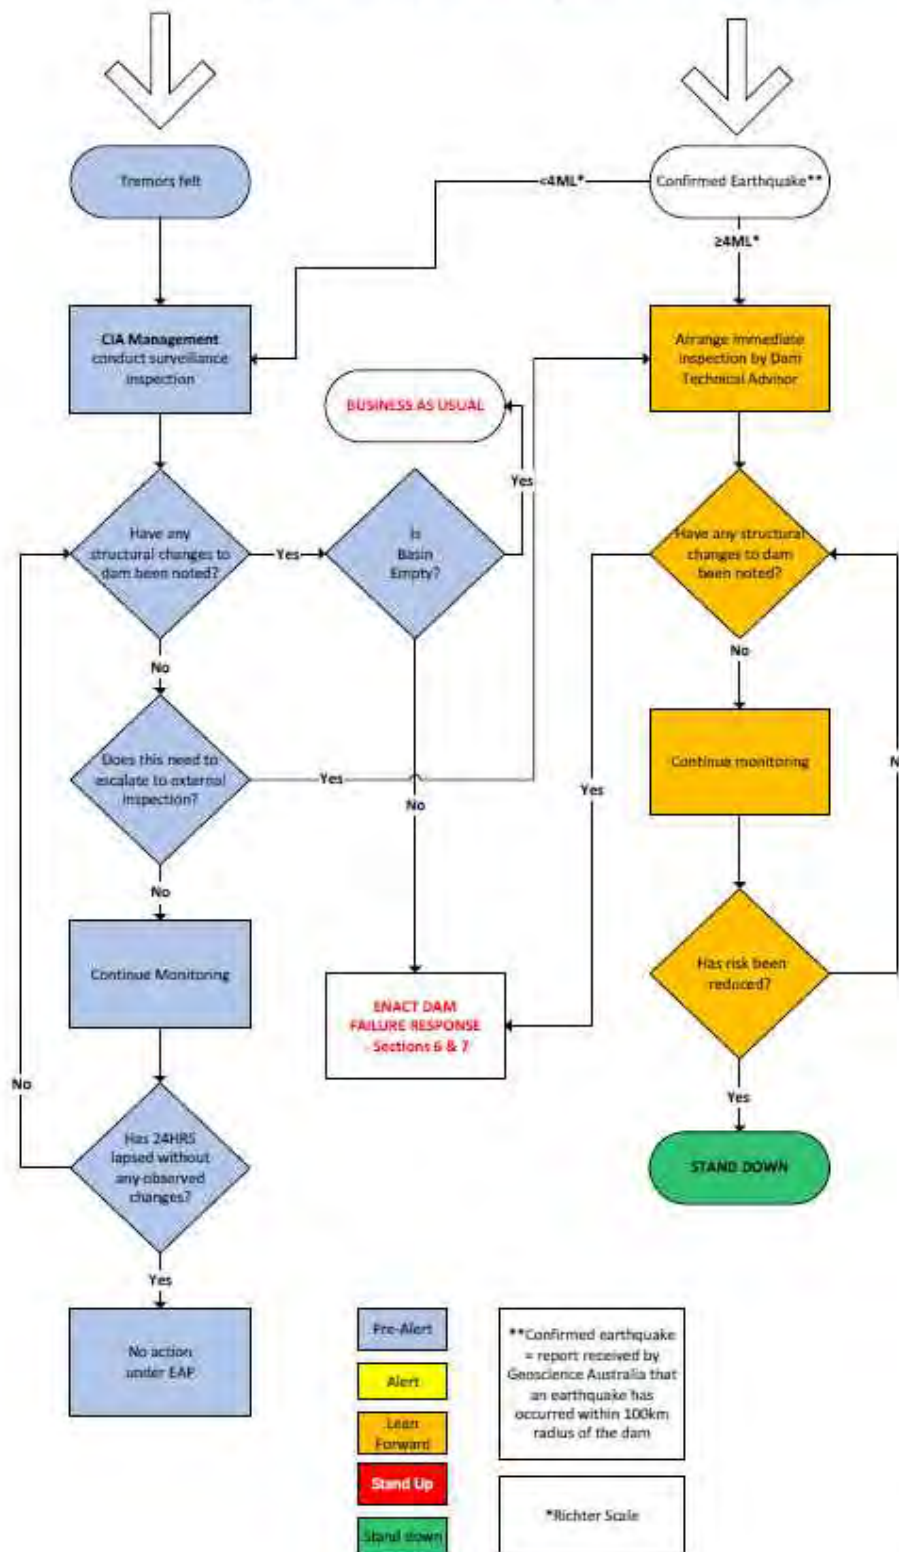 Tremors felt
<4ML*
Confirmed Earthquake**
≥4ML*
CIA Management
conduct surveillance
inspection
Arrange immediate
inspection by Dam
Technical Advisor
BUSINESS AS USUAL
Yes
Have any
structural changes to
dam been noted?
Yes
Is
Basin
Empty?
Have any structural
changes to dam
been noted?
No
No
Does this need to
escalate to external
inspection?
Yes
No
Yes
Continue monitoring
No
Continue Monitoring
Has risk been
reduced?
ENACT DAM
FAILURE RESPONSE
- Sections 6 & 7
No
Yes
Has 24HRS
lapsed without
any observed
changes?
STAND DOWN
Yes
No action
under EAP
Pre-Alert
Alert
Lean
Forward
Stand Up
Stand down
**Confirmed earthquake
= report received by
Geoscience Australia that
an earthquake has
occurred within 100km
radius of the dam
*Richter Scale